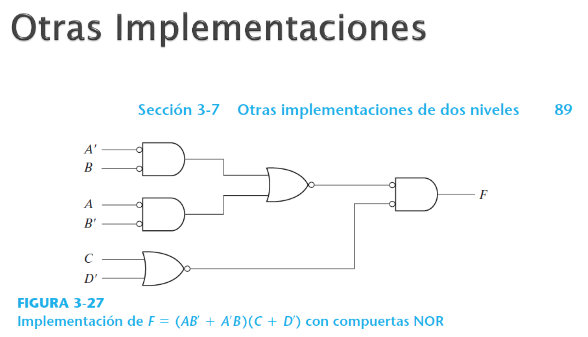 Otras Implementaciones
Sección 3-7 Otras implementaciones de dos niveles 89
A'
B
A
B'
C
D'
F
FIGURA 3-27
Implementación de F = (AB' + A'B)(C + D') con compuertas NOR